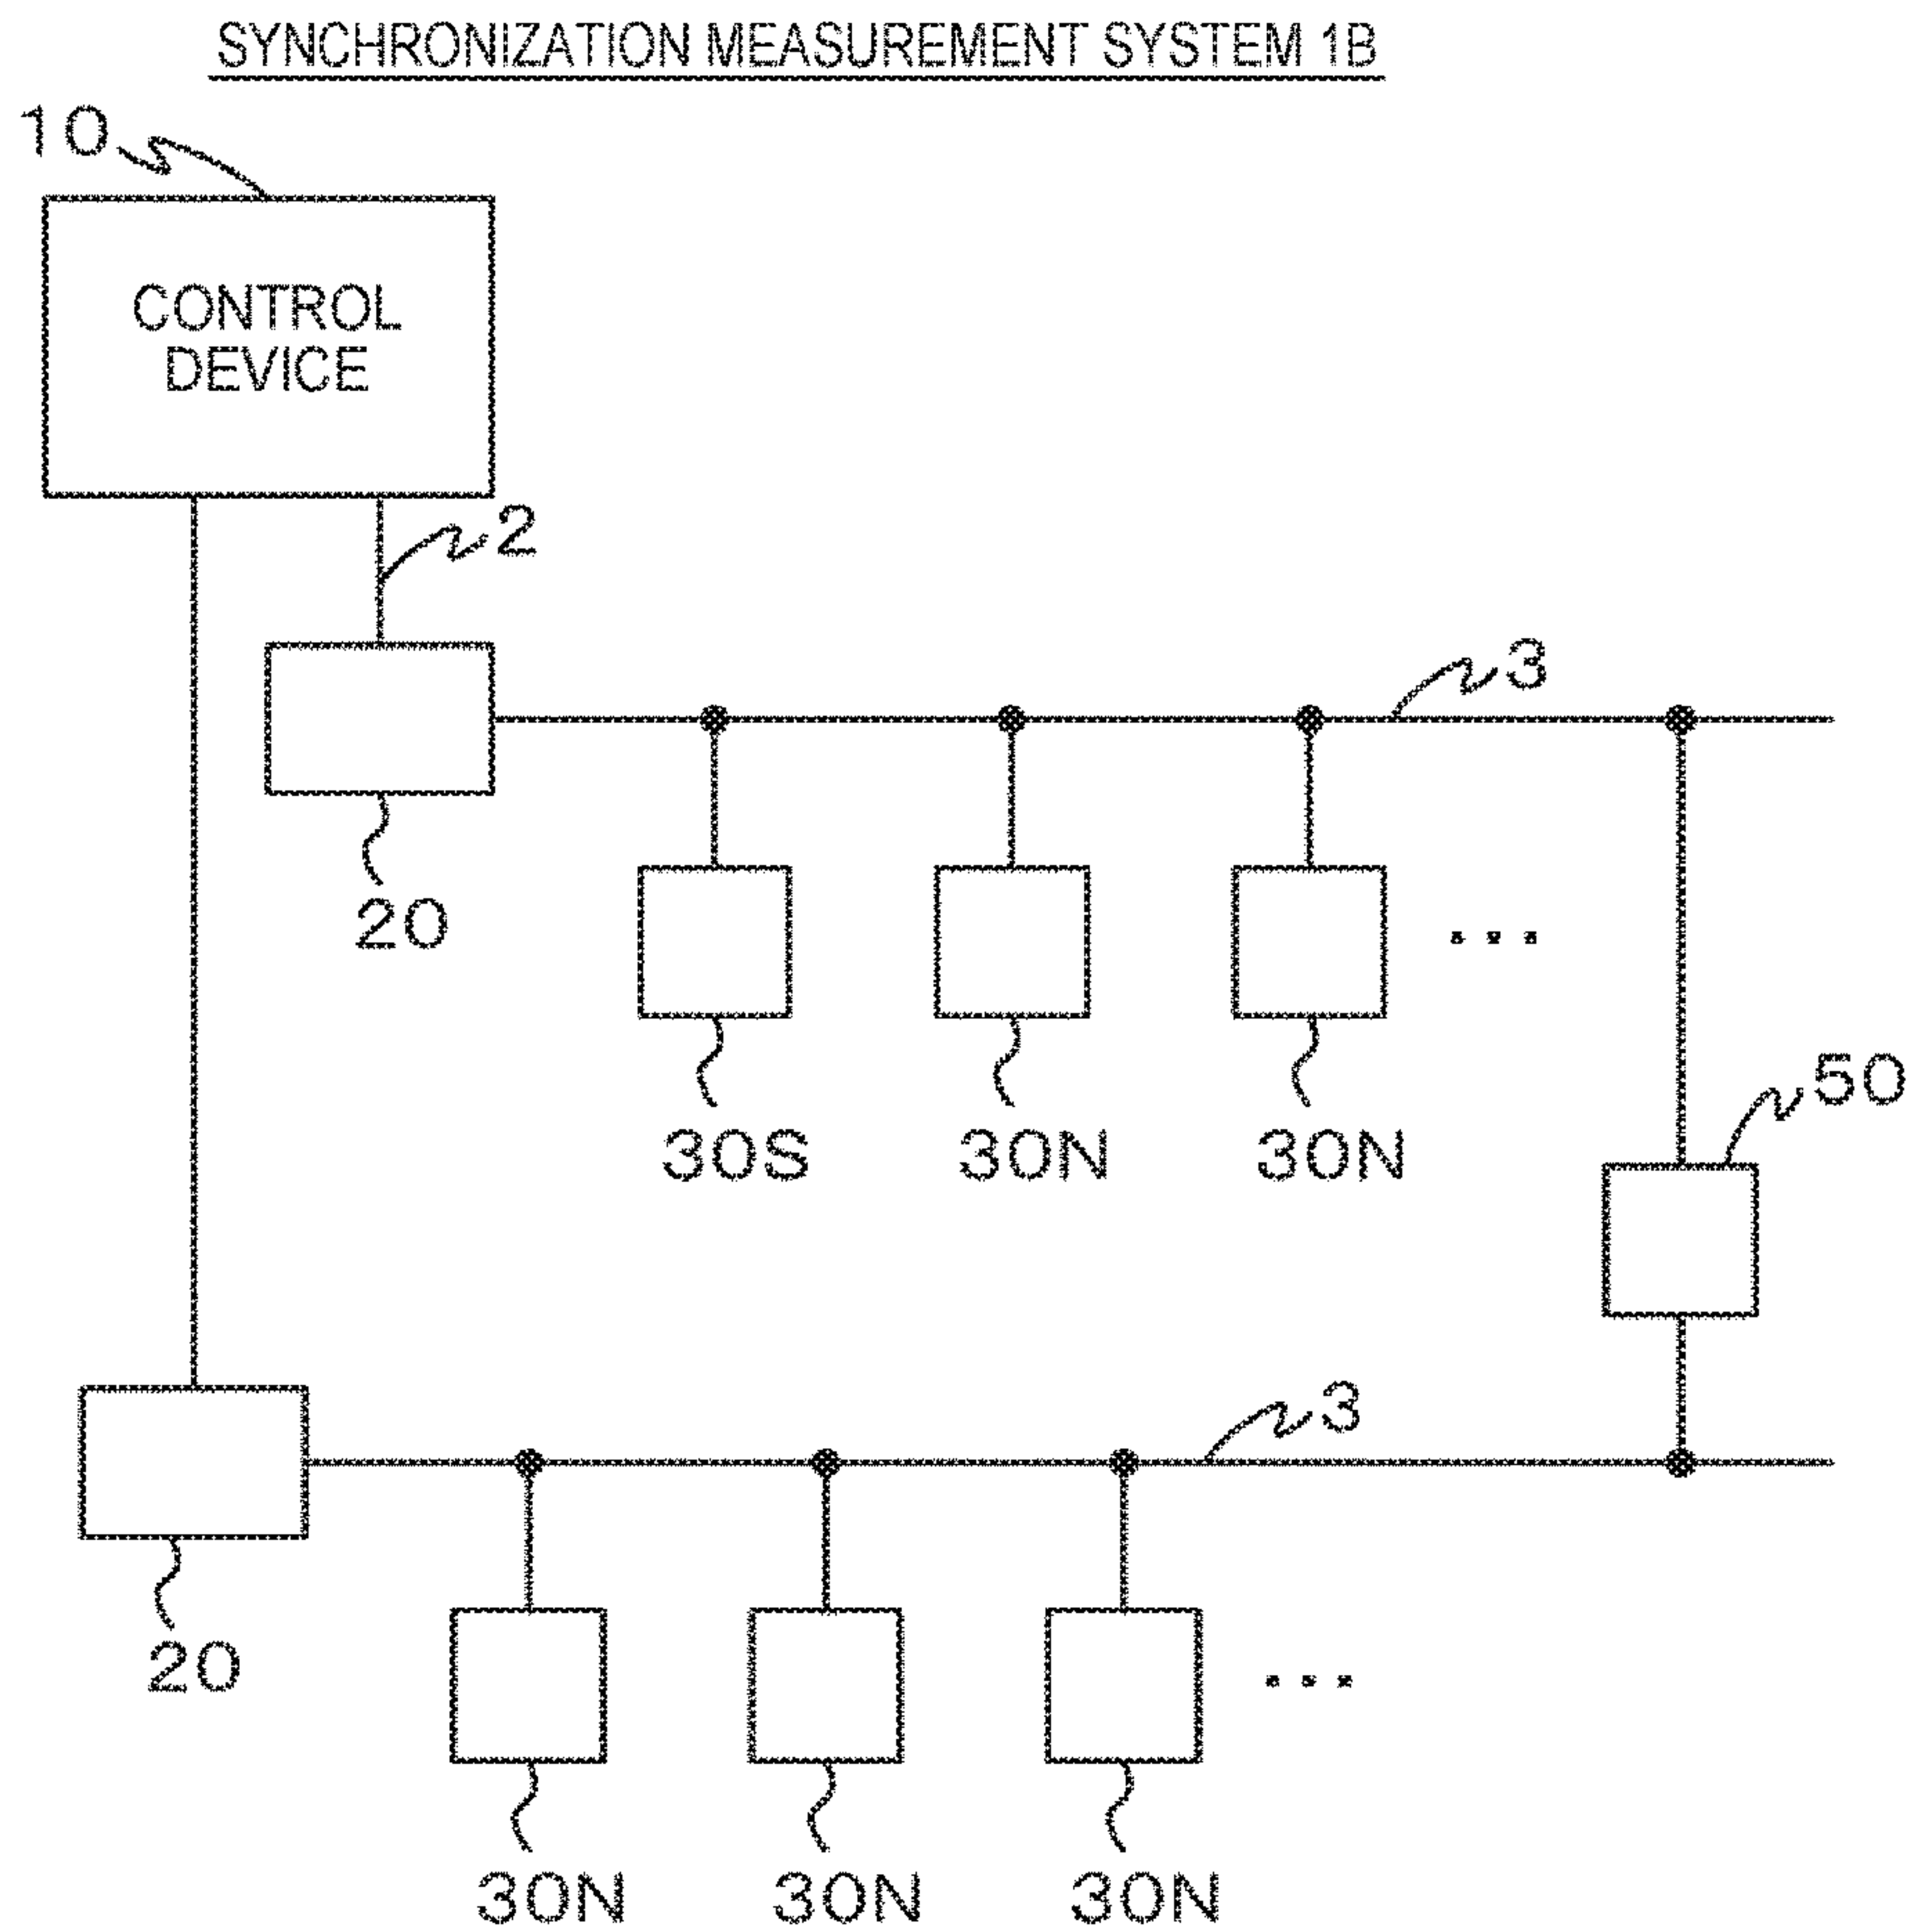 SYNCHRONIZATION MEASUREMENT SYSTEM 1B
10
CONTROL
DEVICE
2
3
20
...
30S 30N 30N
50
3
20
...
30N 30N 30N